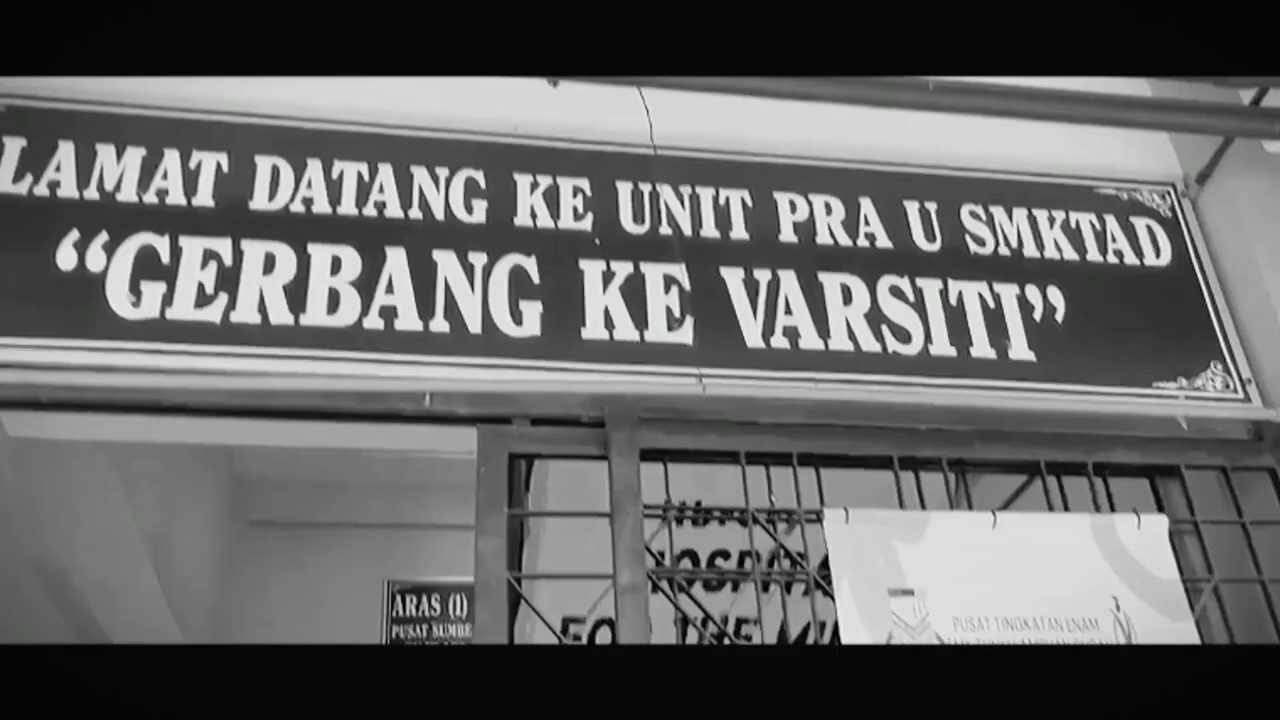 LAMAT DATANG KE UNIT PRA U SMKTAD
“GERBANG KE VARSITI”
ARAS (1)
PUSAT SUMBE
PUSAT TINGKATAN ENAM